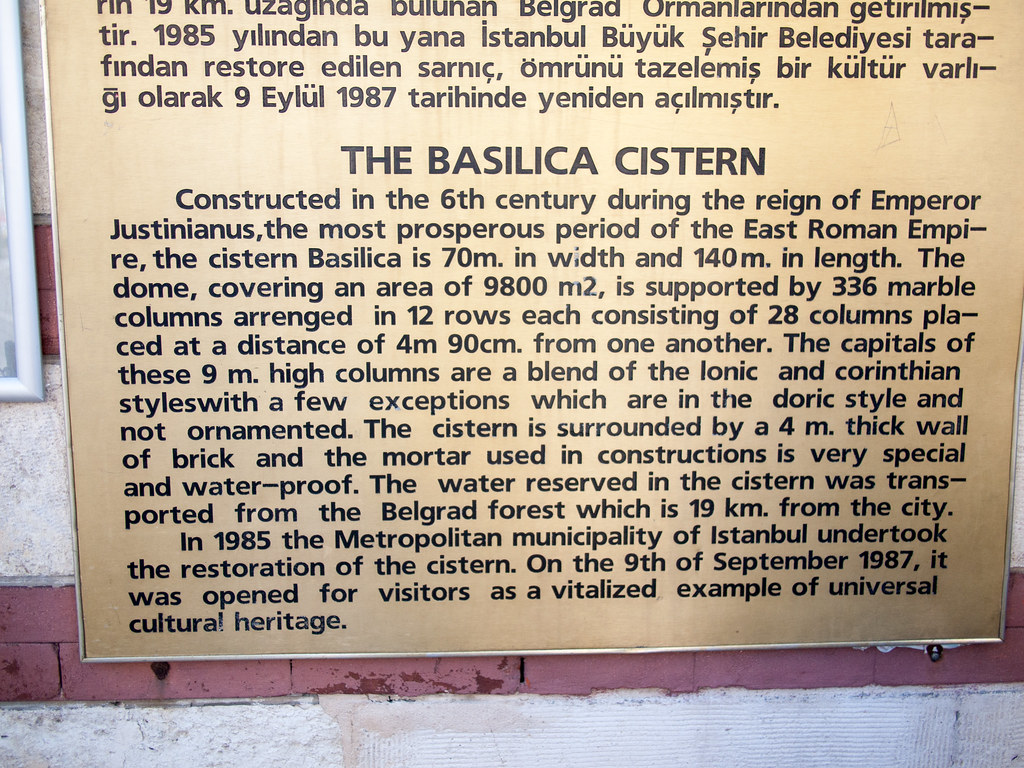 rin 19 km. uzağında bulunan Belgrad Ormanlarından getirilmiş–
tir. 1985 yılından bu yana İstanbul Büyük Şehir Belediyesi tara–
fından restore edilen sarnıç, ömrünü tazelemiş bir kültür varlı–
ğı olarak 9 Eylül 1987 tarihinde yeniden açılmıştır.
THE BASILICA CISTERN
Constructed in the 6th century during the reign of Emperor
Justinianus,the most prosperous period of the East Roman Empi–
re, the cistern Basilica is 70m. in width and 140m. in length. The
dome, covering an area of 9800 m2, is supported by 336 marble
columns arrenged in 12 rows each consisting of 28 columns pla–
ced at a distance of 4m 90cm. from one another. The capitals of
these 9 m. high columns are a blend of the Ionic and corinthian
styleswith a few exceptions which are in the doric style and
not ornamented. The cistern is surrounded by a 4 m. thick wall
of brick and the mortar used in constructions is very special
and water–proof. The water reserved in the cistern was trans–
ported from the Belgrad forest which is 19 km. from the city.
In 1985 the Metropolitan municipality of Istanbul undertook
the restoration of the cistern. On the 9th of September 1987, it
was opened for visitors as a vitalized example of universal
cultural heritage.